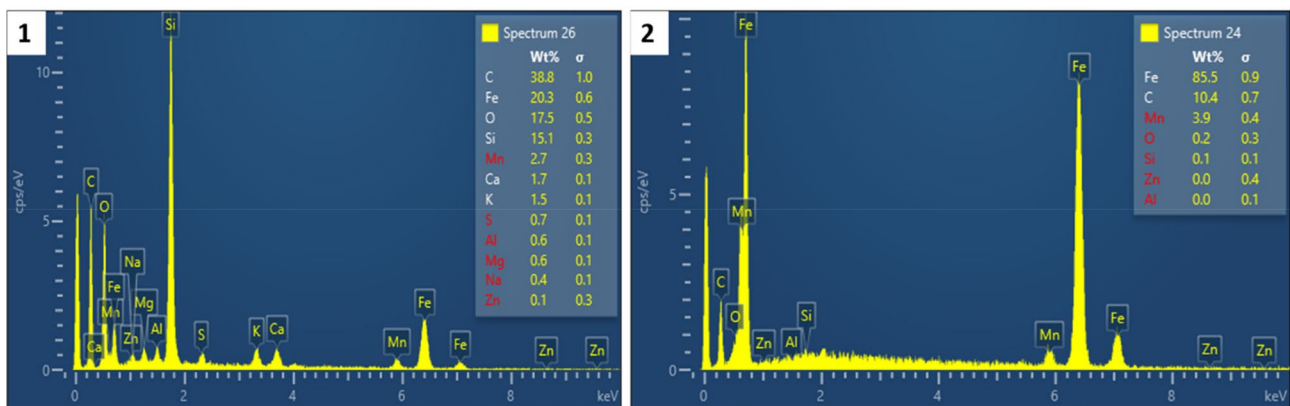 1
Spectrum 26
Wt% σ
C 38.8 1.0
Fe 20.3 0.6
O 17.5 0.5
Si 15.1 0.3
Mn 2.7 0.3
Ca 1.7 0.1
K 1.5 0.1
S 0.7 0.1
Al 0.6 0.1
Mg 0.6 0.1
Na 0.4 0.1
Zn 0.1 0.3
Si
C
O
Na
Fe
Mg
Mn
Zn
Al
Ca
S
K
Ca
Mn
Fe
Fe
Zn
Zn
cps/eV
10
5
0
0 2 4 6 8 keV
2
Spectrum 24
Wt% σ
Fe 85.5 0.9
C 10.4 0.7
Mn 3.9 0.4
O 0.2 0.3
Si 0.1 0.1
Zn 0.0 0.4
Al 0.0 0.1
Fe
Mn
C
O
Si
Zn
Al
Fe
Mn
Fe
Zn
Zn
cps/eV
5
0
0 2 4 6 8 keV